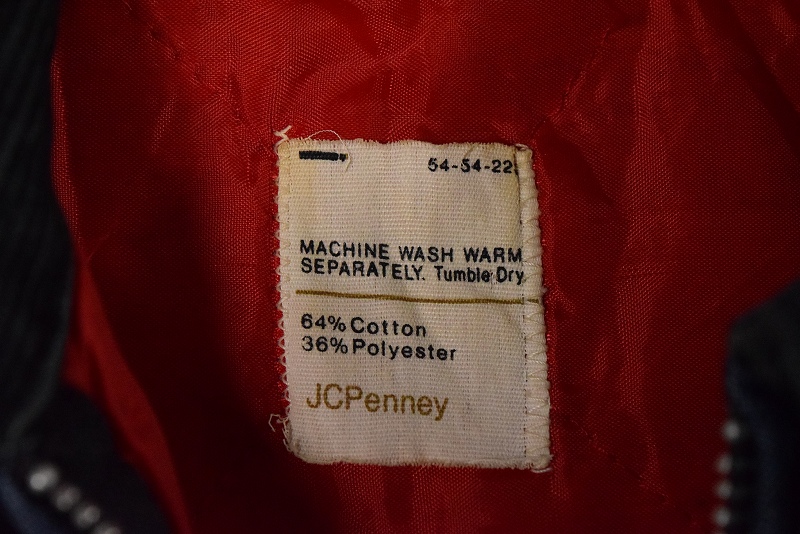 54-54-22
MACHINE WASH WARM
SEPARATELY. Tumble Dry
64% Cotton
36% Polyester
JCPenney